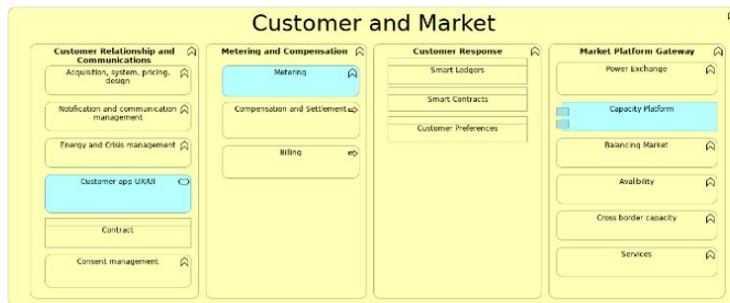 Customer and Market
Customer Relationship and
Communications
Acquisition, system, pricing,
design
Notification and communication
management
Energy and Crisis management
Customer app UX/UI
Contract
Consent management
Metering and Compensation
Metering
Compensation and Settlement
Billing
Customer Response
Smart Ledgers
Smart Contracts
Customer Preferences
Market Platform Gateway
Power Exchange
Capacity Platform
Balancing Market
Avalibility
Cross border capacity
Services